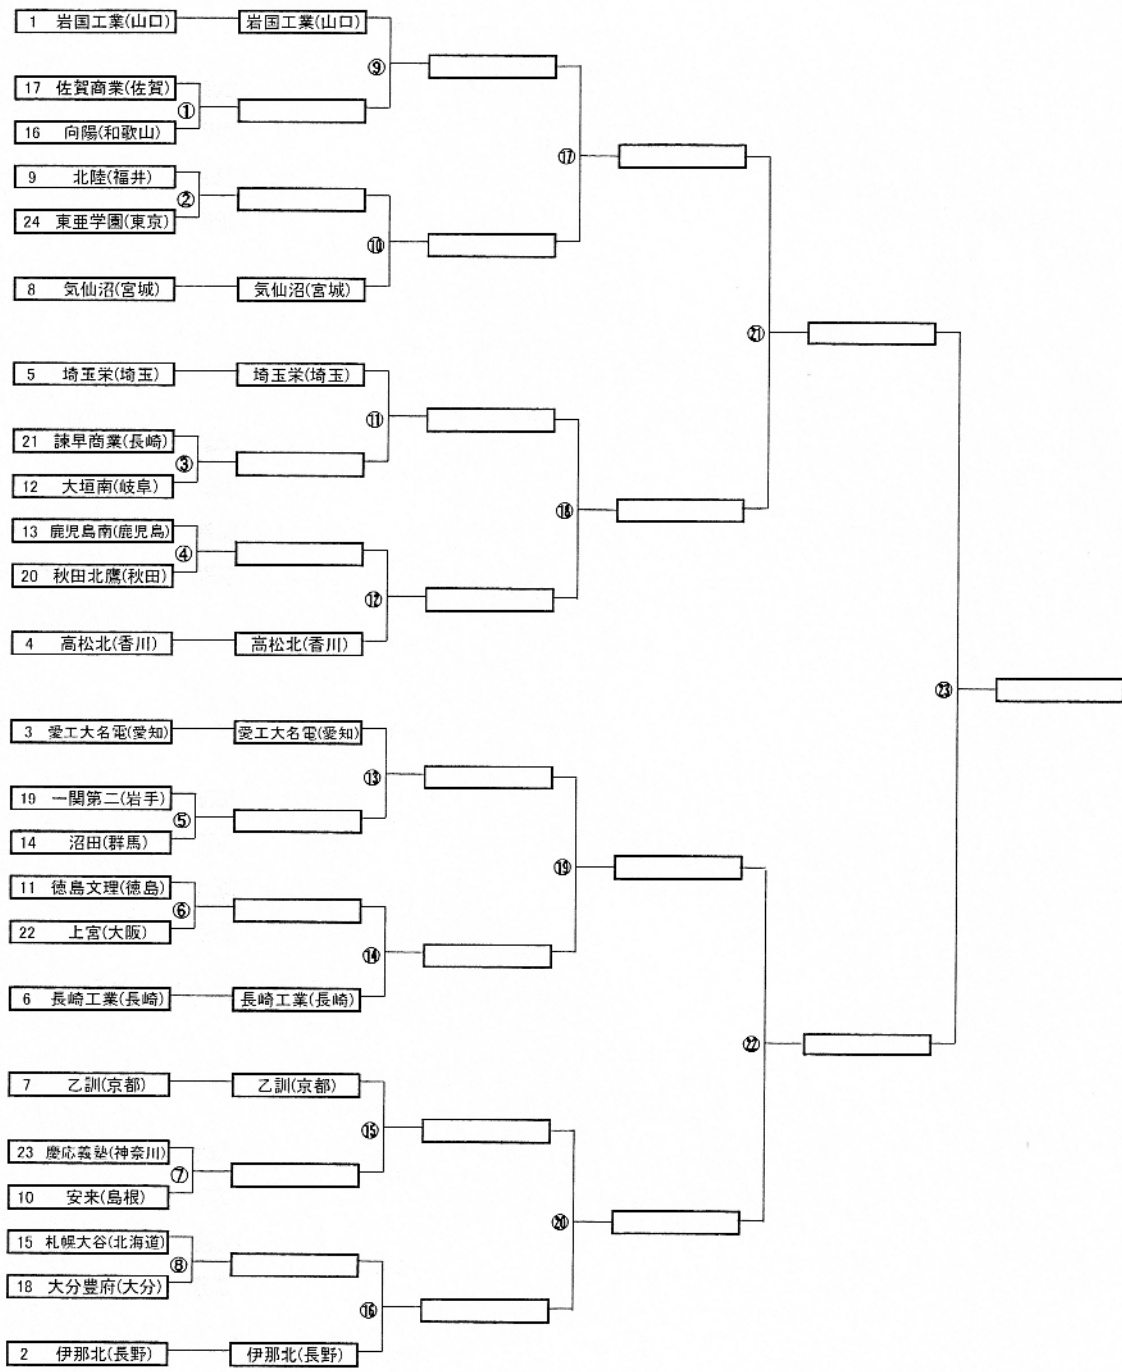 1 岩国工業(山口) 岩国工業(山口)
⑨
17 佐賀商業(佐賀)
①
16 向陽(和歌山)
⑰
9 北陸(福井)
②
24 東亜学園(東京)
⑩
8 気仙沼(宮城) 気仙沼(宮城)
㉑
5 埼玉栄(埼玉) 埼玉栄(埼玉)
⑪
21 諫早商業(長崎)
③
12 大垣南(岐阜)
⑱
13 鹿児島南(鹿児島)
④
20 秋田北鷹(秋田)
⑫
4 高松北(香川) 高松北(香川)
㉓
3 愛工大名電(愛知) 愛工大名電(愛知)
⑬
19 一関第二(岩手)
⑤
14 沼田(群馬)
⑲
11 徳島文理(徳島)
⑥
22 上宮(大阪)
⑭
6 長崎工業(長崎) 長崎工業(長崎)
㉒
7 乙訓(京都) 乙訓(京都)
⑮
23 慶応義塾(神奈川)
⑦
10 安来(島根)
⑳
15 札幌大谷(北海道)
⑧
18 大分豊府(大分)
⑯
2 伊那北(長野) 伊那北(長野)